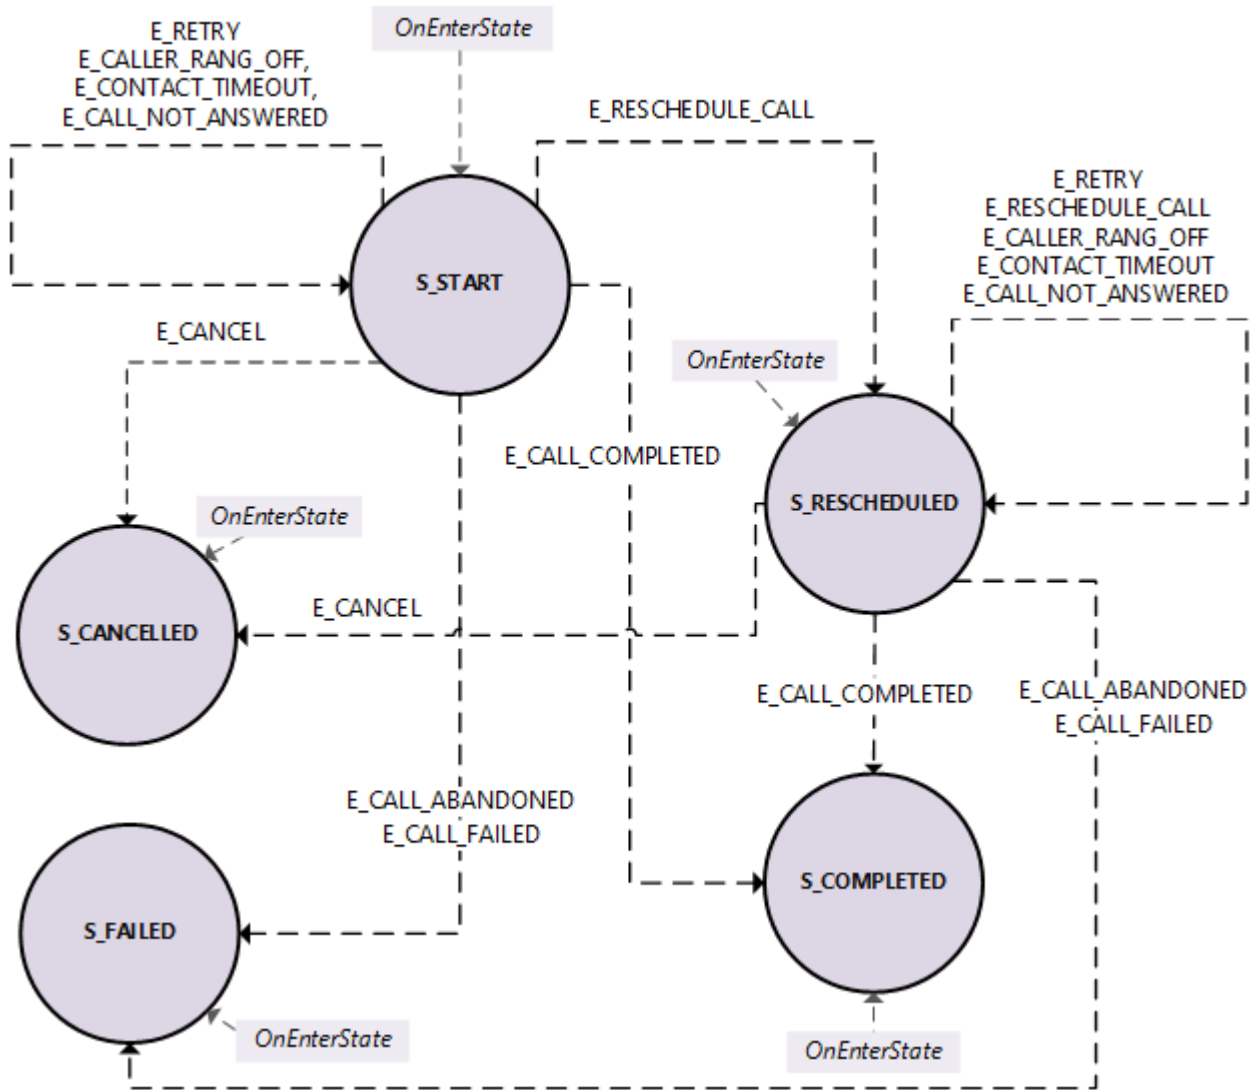 E_RETRY
E_CALLER_RANG_OFF,
E_CONTACT_TIMEOUT,
E_CALL_NOT_ANSWERED
OnEnterState
E_RESCHEDULE_CALL
E_RETRY
E_RESCHEDULE_CALL
E_CALLER_RANG_OFF
E_CONTACT_TIMEOUT
E_CALL_NOT_ANSWERED
S_START
E_CANCEL
OnEnterState
E_CALL_COMPLETED
S_RESCHEDULED
OnEnterState
S_CANCELLED
E_CANCEL
E_CALL_COMPLETED
E_CALL_ABANDONED
E_CALL_FAILED
E_CALL_ABANDONED
E_CALL_FAILED
S_COMPLETED
S_FAILED
OnEnterState
OnEnterState